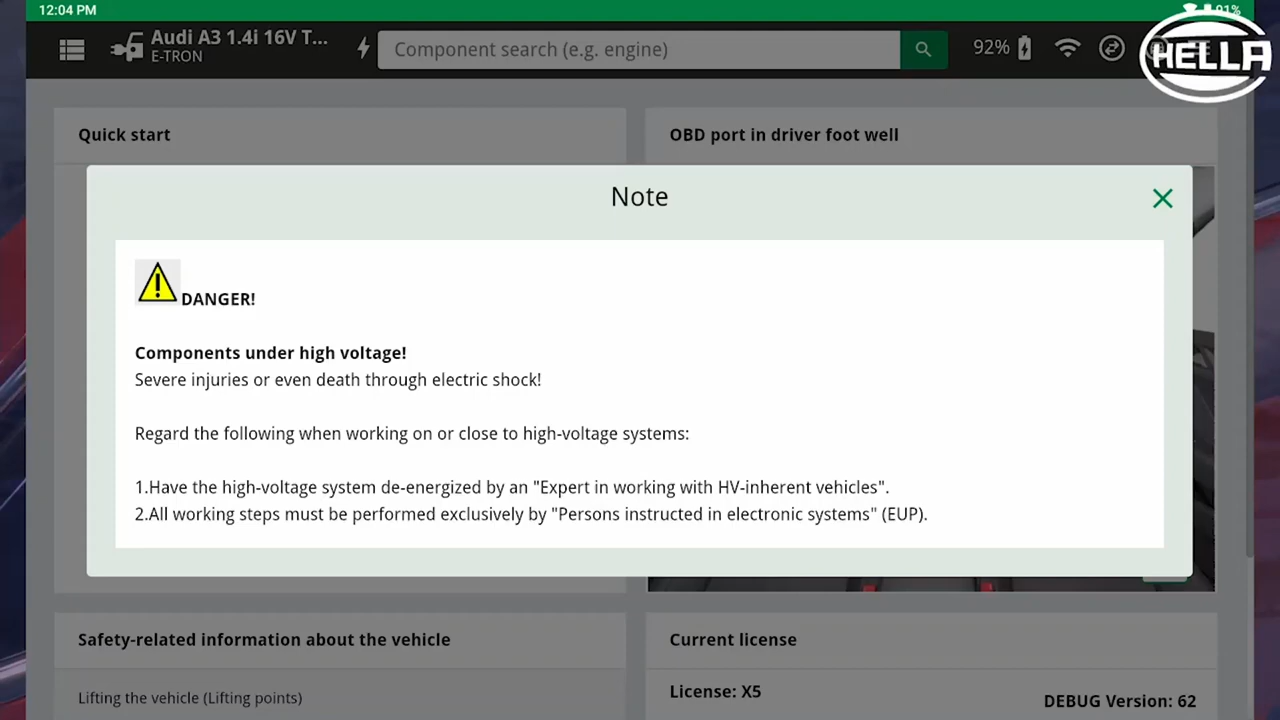 12:04 PM
91%
Audi A3 1.4i 16V T...
E-TRON
Component search (e.g. engine)
92%
HELLA
Quick start
OBD port in driver foot well
Note
DANGER!
Components under high voltage!
Severe injuries or even death through electric shock!
Regard the following when working on or close to high-voltage systems:
1.Have the high-voltage system de-energized by an "Expert in working with HV-inherent vehicles".
2.All working steps must be performed exclusively by "Persons instructed in electronic systems" (EUP).
Safety-related information about the vehicle
Current license
Lifting the vehicle (Lifting points)
License: X5
DEBUG Version: 62